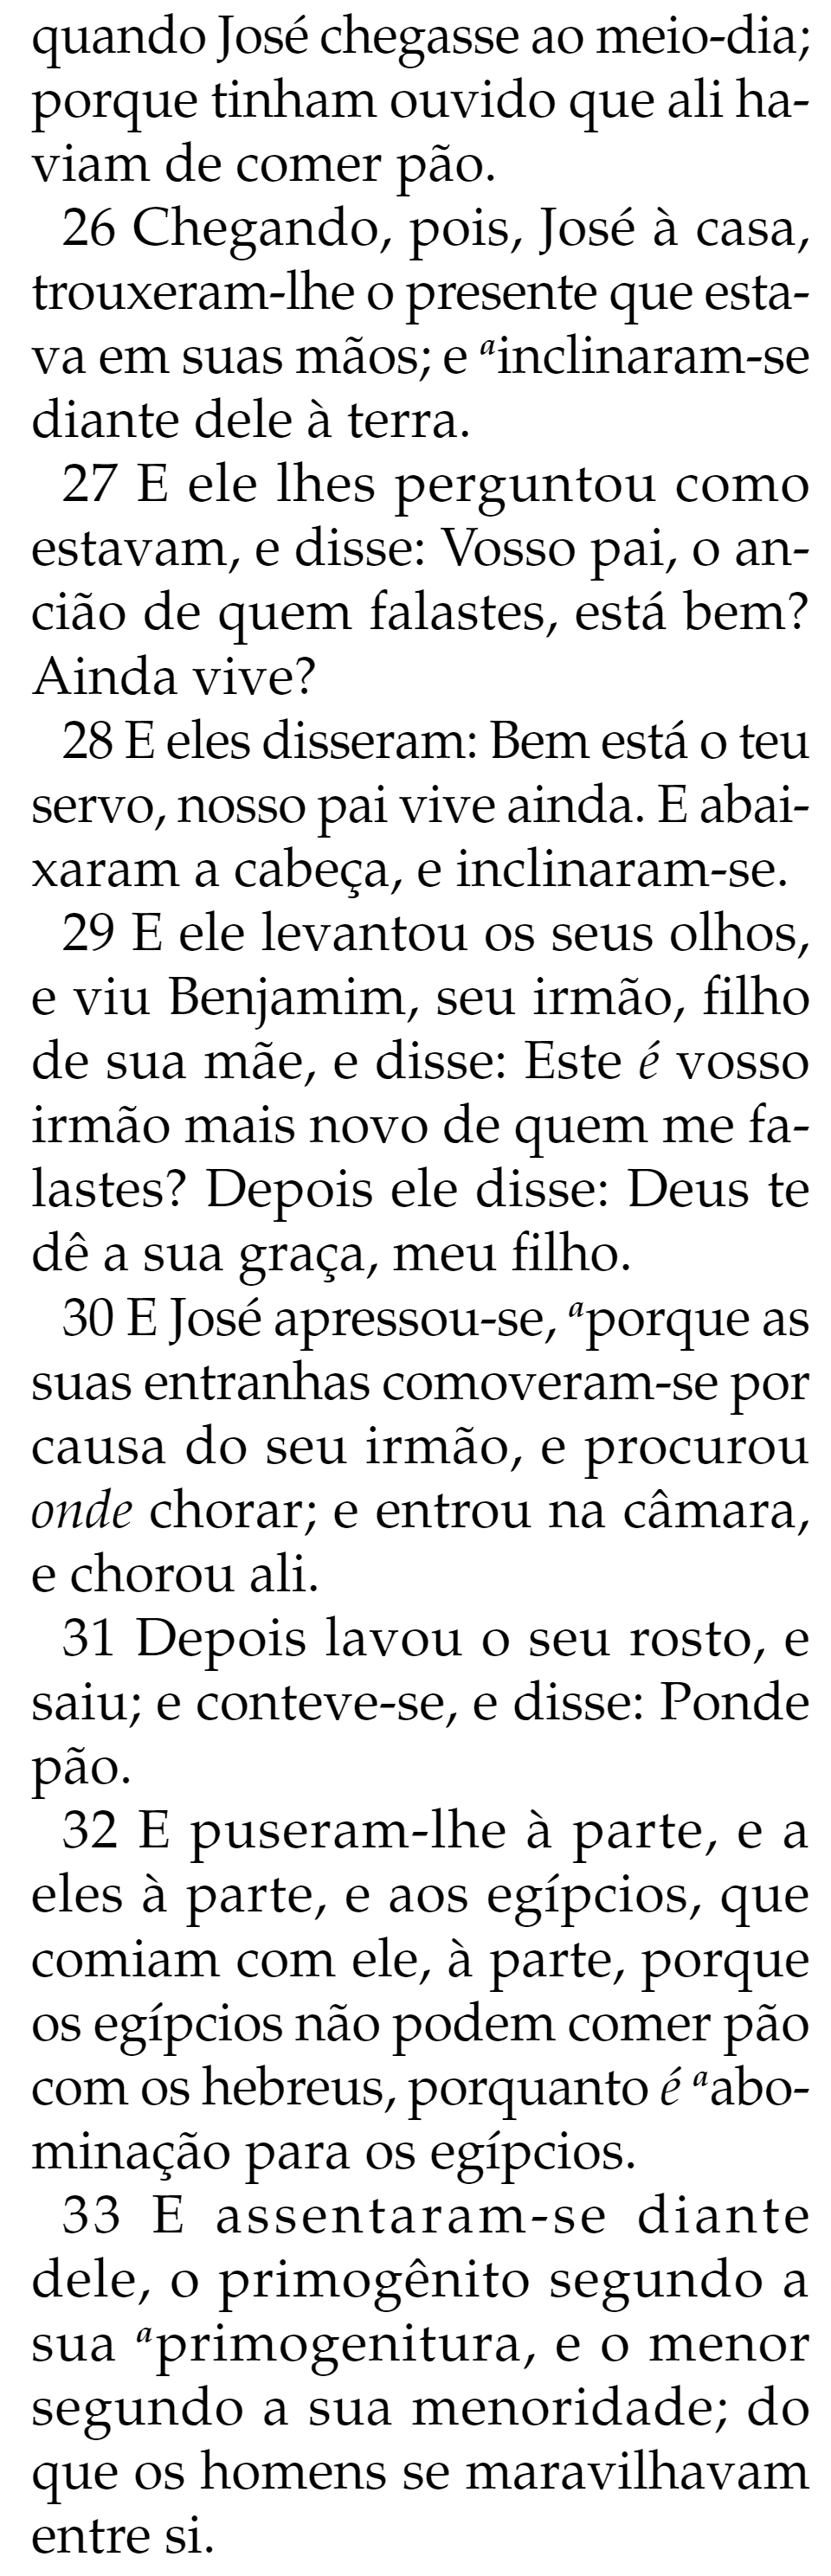 quando José chegasse ao meio-dia;
porque tinham ouvido que ali ha-
viam de comer pão.
26 Chegando, pois, José à casa,
trouxeram-lhe o presente que esta-
va em suas mãos; e ᵃinclinaram-se
diante dele à terra.
27 E ele lhes perguntou como
estavam, e disse: Vosso pai, o an-
cião de quem falastes, está bem?
Ainda vive?
28 E eles disseram: Bem está o teu
servo, nosso pai vive ainda. E abai-
xaram a cabeça, e inclinaram-se.
29 E ele levantou os seus olhos,
e viu Benjamim, seu irmão, filho
de sua mãe, e disse: Este é vosso
irmão mais novo de quem me fa-
lastes? Depois ele disse: Deus te
dê a sua graça, meu filho.
30 E José apressou-se, ᵃporque as
suas entranhas comoveram-se por
causa do seu irmão, e procurou
onde chorar; e entrou na câmara,
e chorou ali.
31 Depois lavou o seu rosto, e
saiu; e conteve-se, e disse: Ponde
pão.
32 E puseram-lhe à parte, e a
eles à parte, e aos egípcios, que
comiam com ele, à parte, porque
os egípcios não podem comer pão
com os hebreus, porquanto é ᵃabo-
minação para os egípcios.
33 E assentaram-se diante
dele, o primogênito segundo a
sua ᵃprimogenitura, e o menor
segundo a sua menoridade; do
que os homens se maravilhavam
entre si.